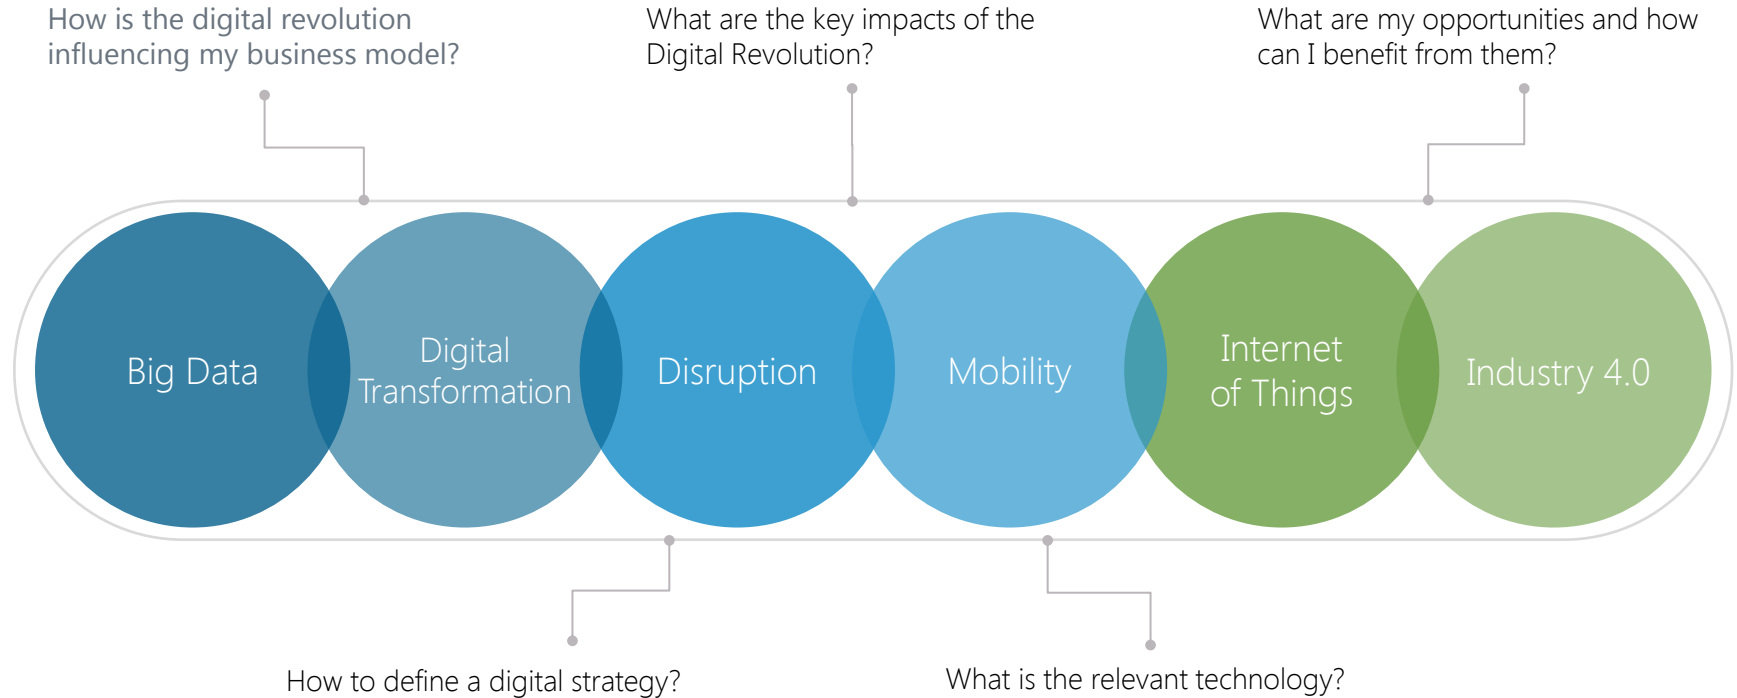 How is the digital revolution
influencing my business model?
What are the key impacts of the
Digital Revolution?
What are my opportunities and how
can I benefit from them?
Big Data
Digital
Transformation
Disruption
Mobility
Internet
of Things
Industry 4.0
How to define a digital strategy?
What is the relevant technology?